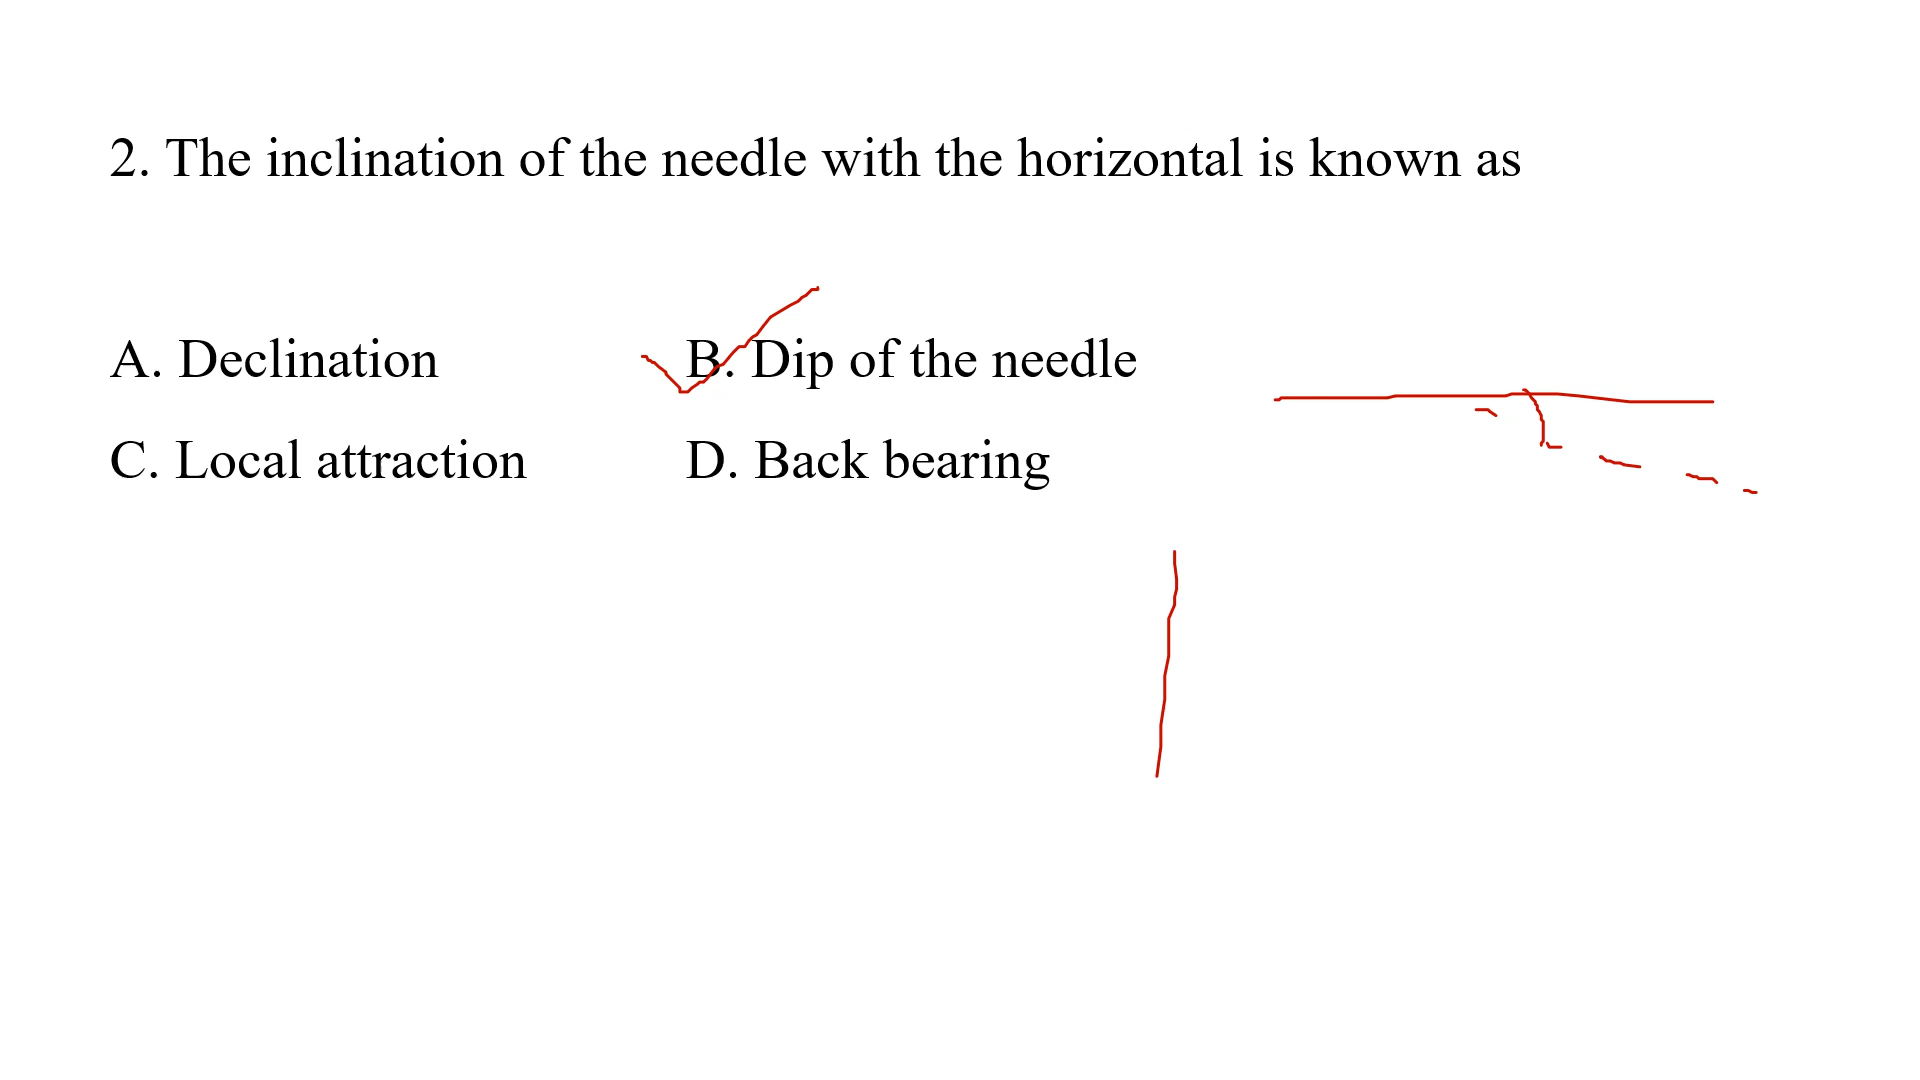 2. The inclination of the needle with the horizontal is known as
A. Declination B. Dip of the needle
C. Local attraction D. Back bearing